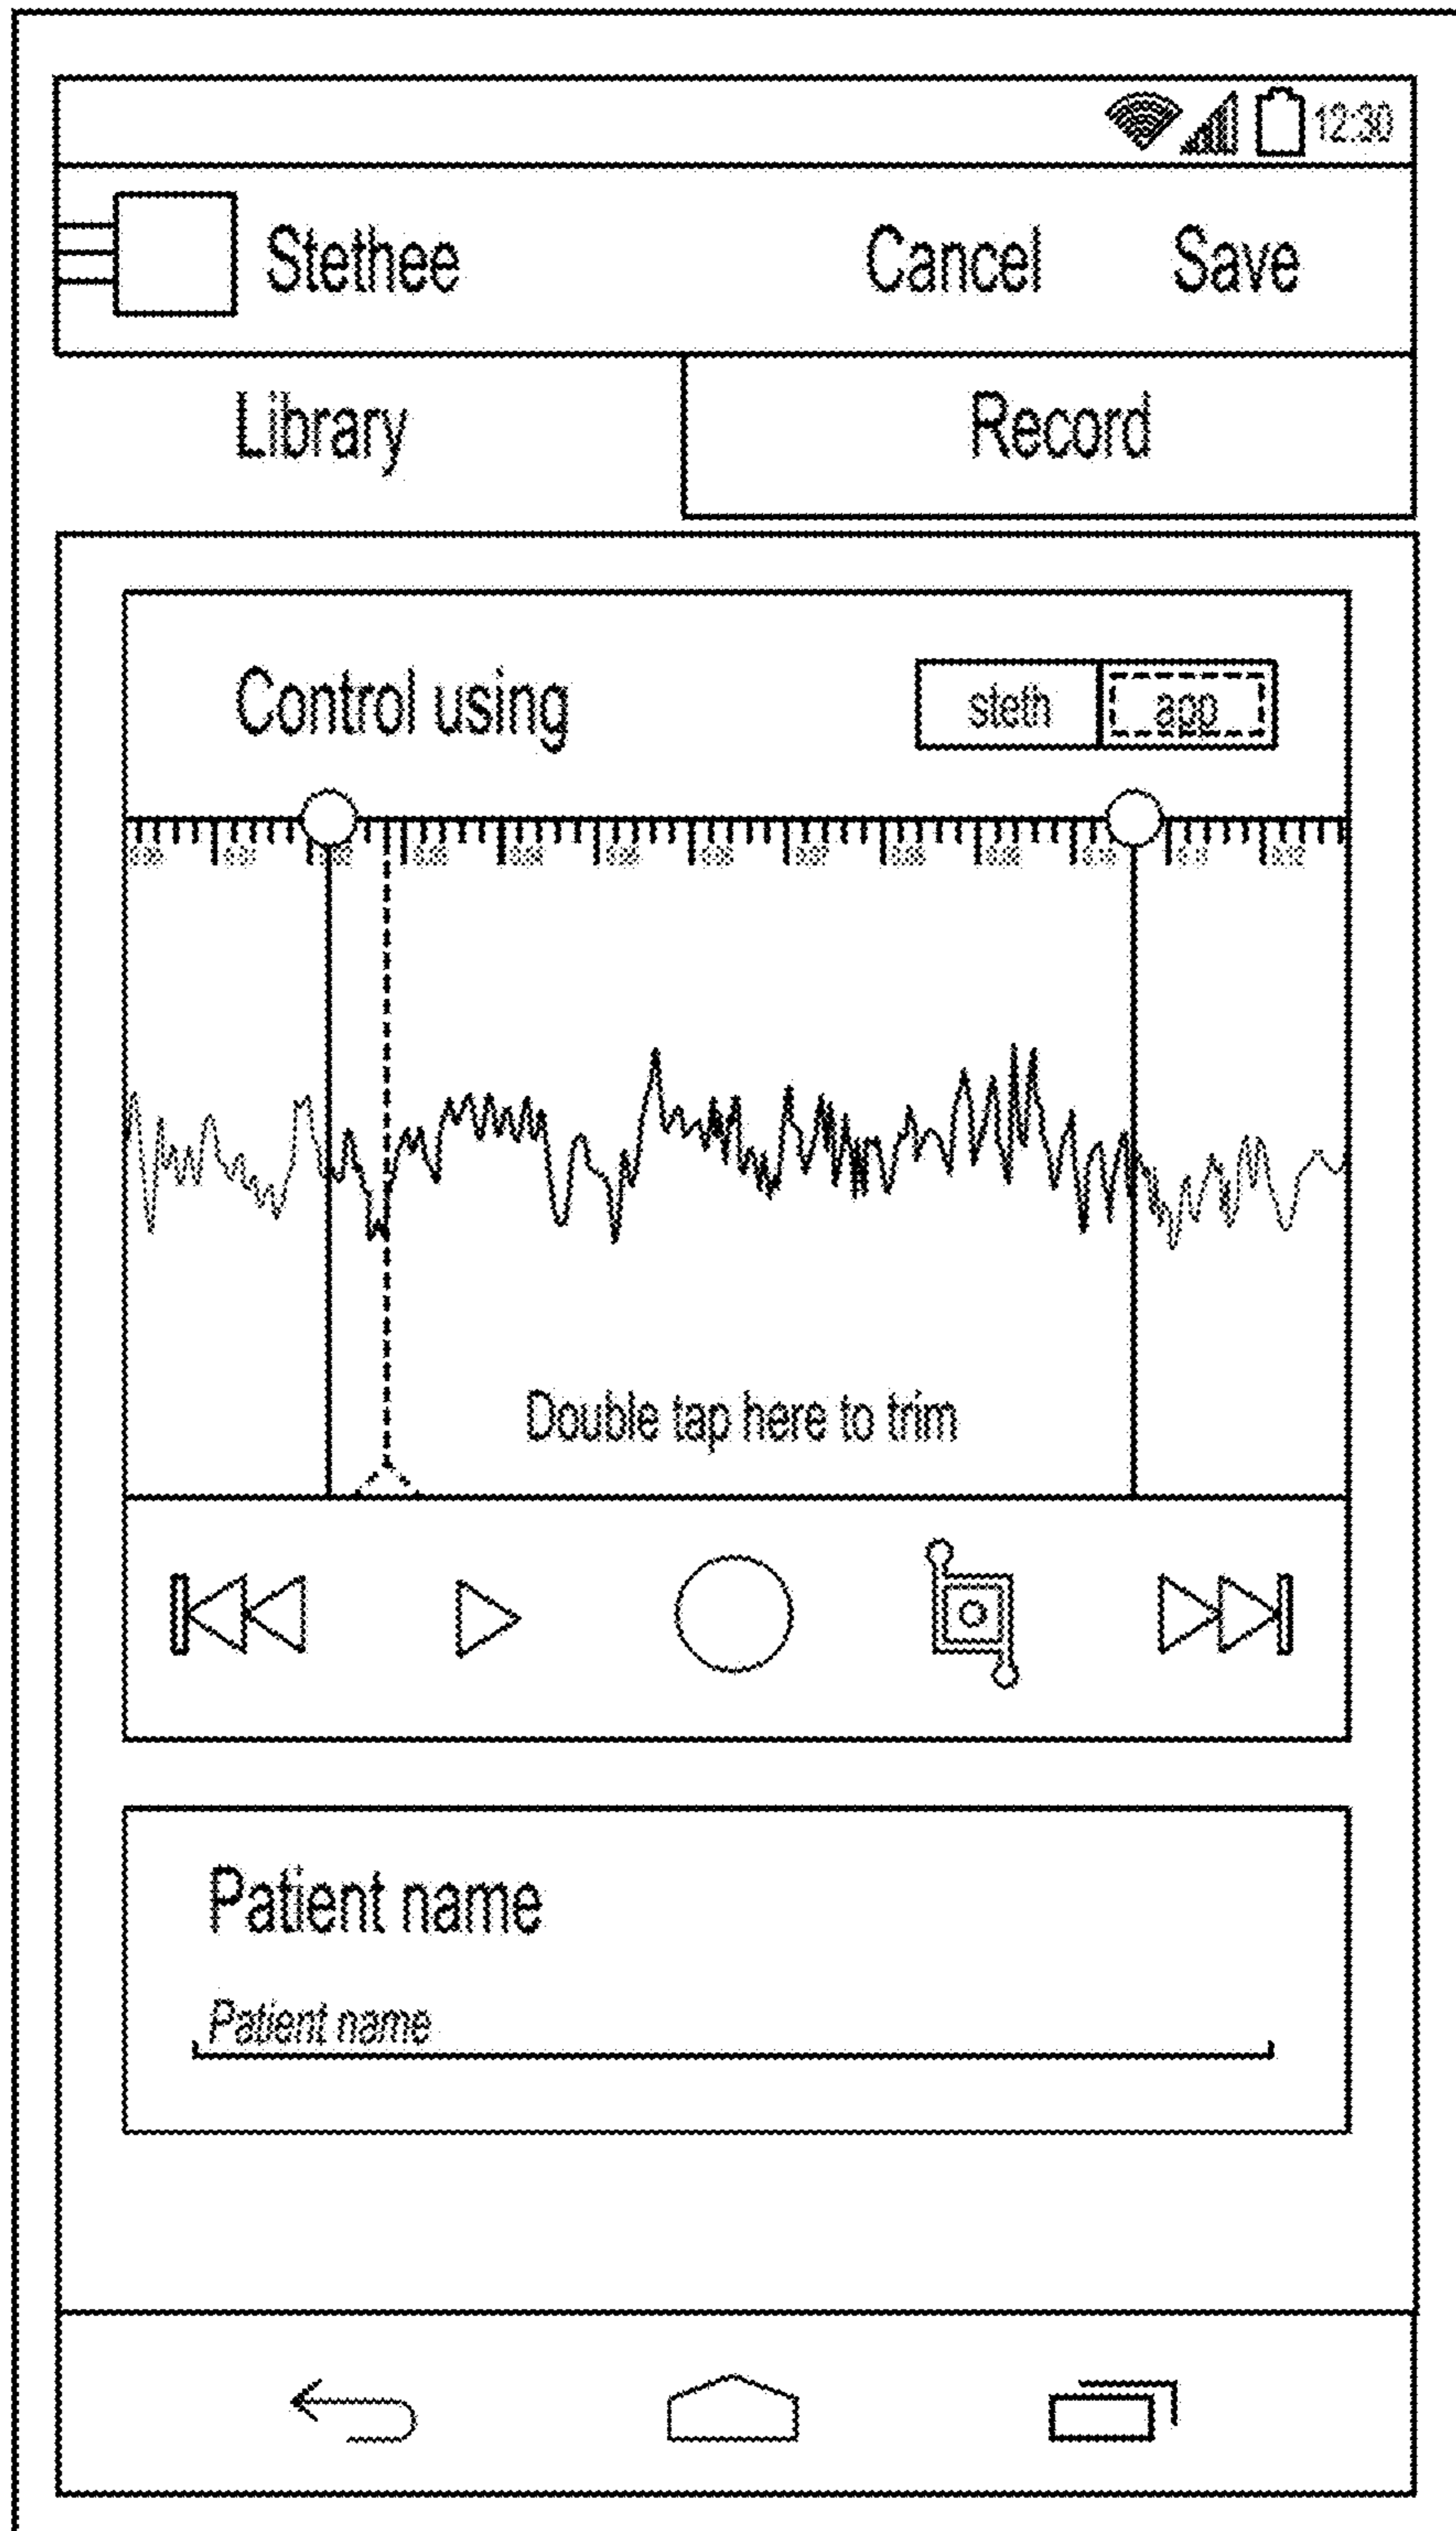 12:30
Stethee Cancel Save
Library Record
Control using steth app
Double tap here to trim
Patient name
Patient name